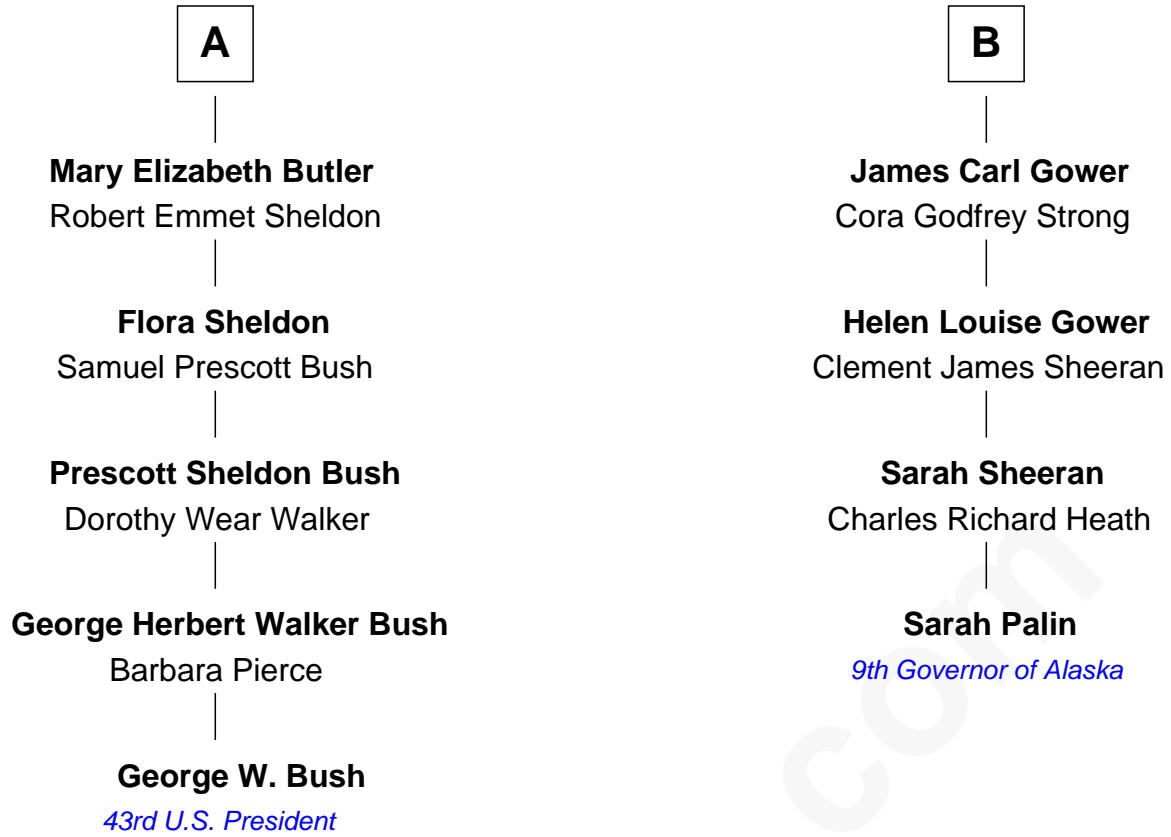 A
Mary Elizabeth Butler
Robert Emmet Sheldon
Flora Sheldon
Samuel Prescott Bush
Prescott Sheldon Bush
Dorothy Wear Walker
George Herbert Walker Bush
Barbara Pierce
George W. Bush
43rd U.S. President
B
James Carl Gower
Cora Godfrey Strong
Helen Louise Gower
Clement James Sheeran
Sarah Sheeran
Charles Richard Heath
Sarah Palin
9th Governor of Alaska
com